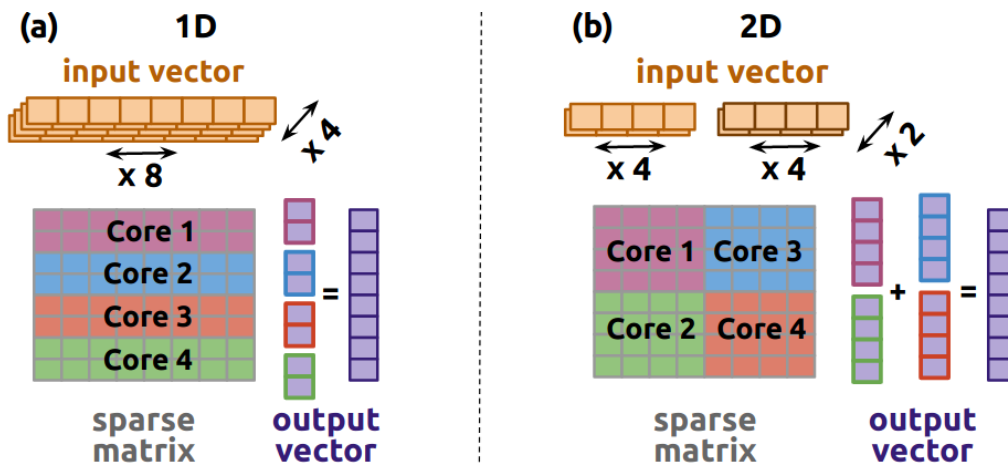 (a) 1D
input vector
x 8
x 4
Core 1
Core 2
Core 3
Core 4
=
sparse
matrix
output
vector
(b) 2D
input vector
x 4
x 4
x 2
Core 1
Core 3
Core 2
Core 4
+
=
sparse
matrix
output
vector